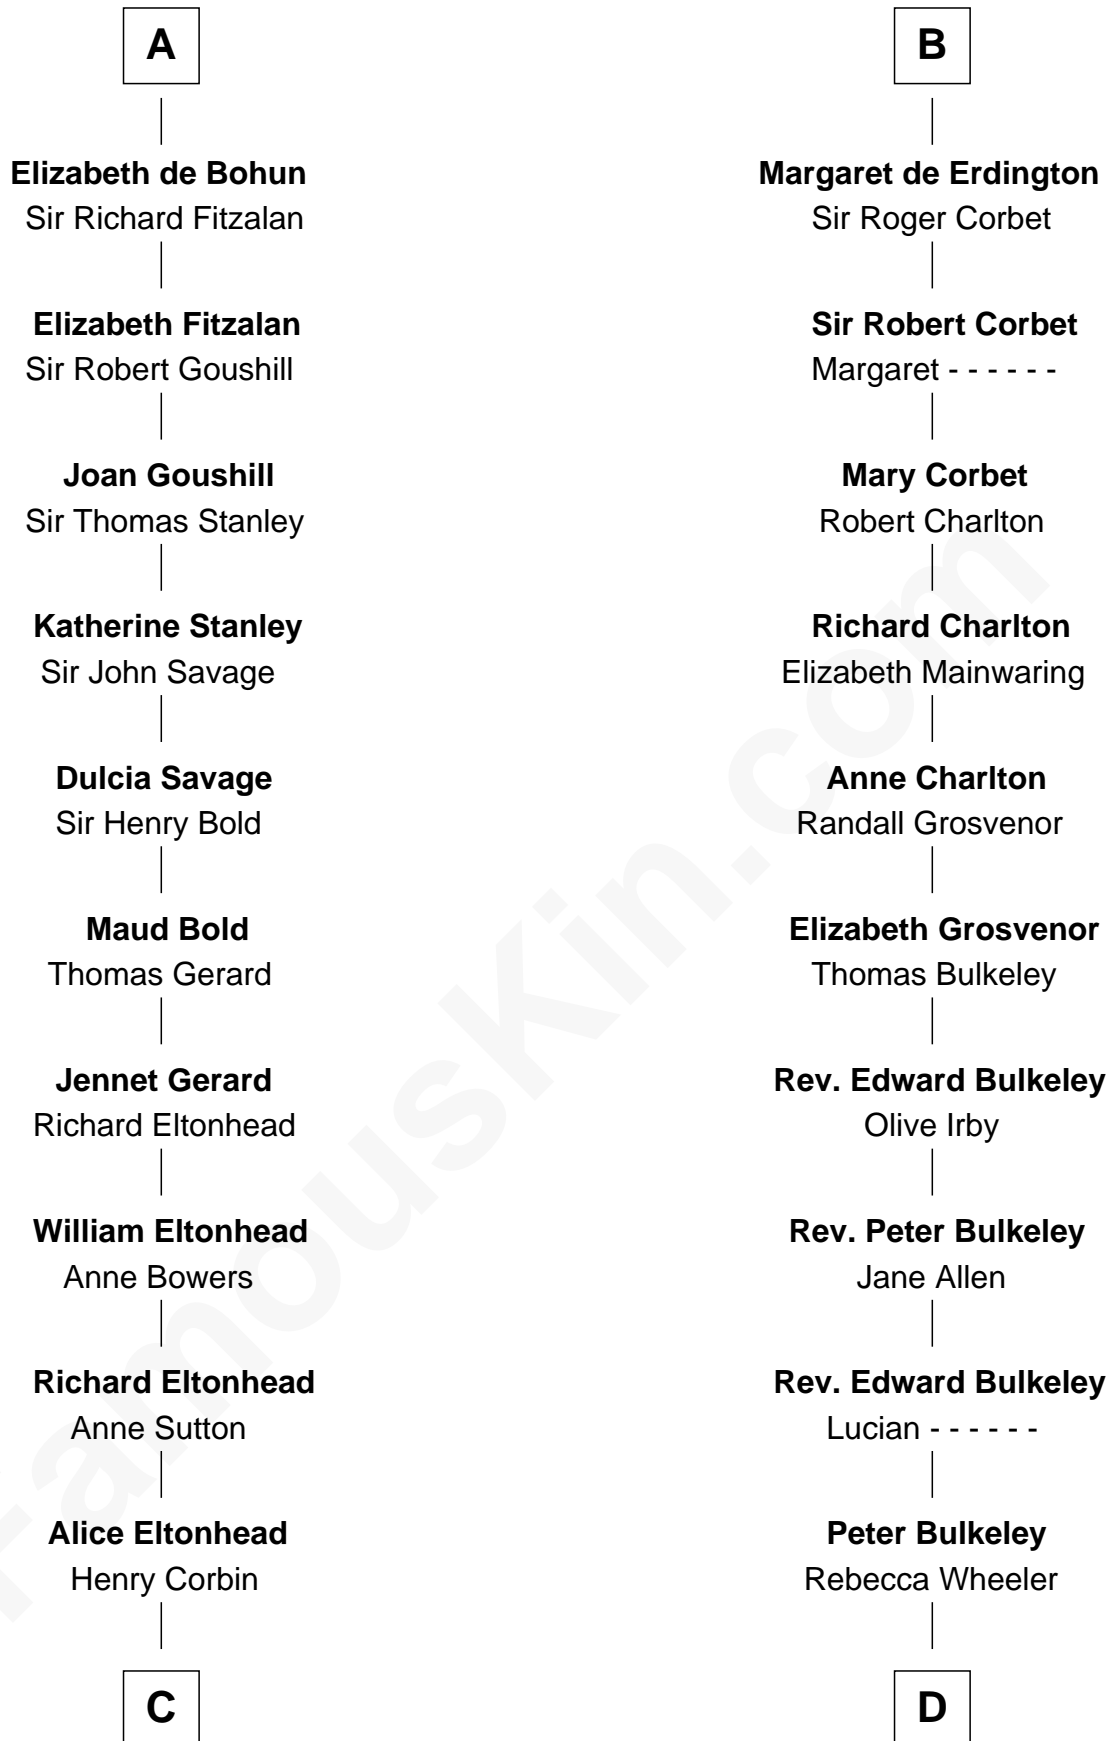 A
Elizabeth de Bohun
Sir Richard Fitzalan
Elizabeth Fitzalan
Sir Robert Goushill
Joan Goushill
Sir Thomas Stanley
Katherine Stanley
Sir John Savage
Dulcia Savage
Sir Henry Bold
Maud Bold
Thomas Gerard
Jennet Gerard
Richard Eltonhead
William Eltonhead
Anne Bowers
Richard Eltonhead
Anne Sutton
Alice Eltonhead
Henry Corbin
C
B
Margaret de Erdington
Sir Roger Corbet
Sir Robert Corbet
Margaret - - - - - -
Mary Corbet
Robert Charlton
Richard Charlton
Elizabeth Mainwaring
Anne Charlton
Randall Grosvenor
Elizabeth Grosvenor
Thomas Bulkeley
Rev. Edward Bulkeley
Olive Irby
Rev. Peter Bulkeley
Jane Allen
Rev. Edward Bulkeley
Lucian - - - - - -
Peter Bulkeley
Rebecca Wheeler
D
FamousKin.com